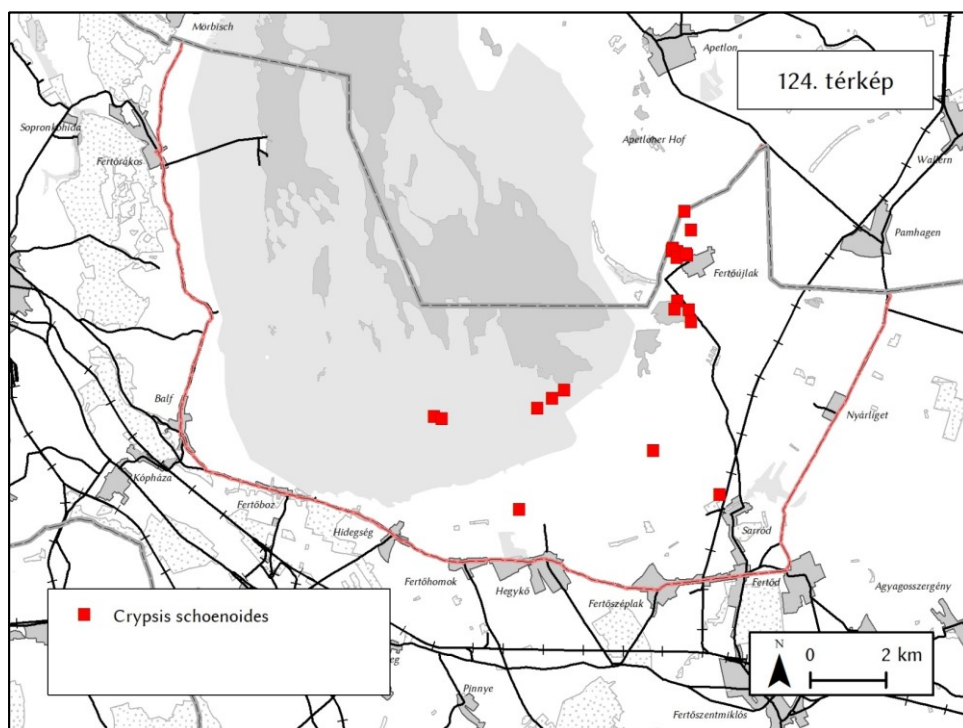 Mörbisch
Apetlon
124. térkép
Sopronkőhida
Fertőrákos
Apetloner Hof
Wallern
Pamhagen
Fertőújlak
Balf
Nyárliget
Kópháza
Fertőboz
Hidegség
Sarród
Fertőhomok
Hegykő
Fertőszéplak
Fertőd
Agyagosszergény
Crypsis schoenoides
N
0 2 km
Pinnye
Fertőszentmiklós